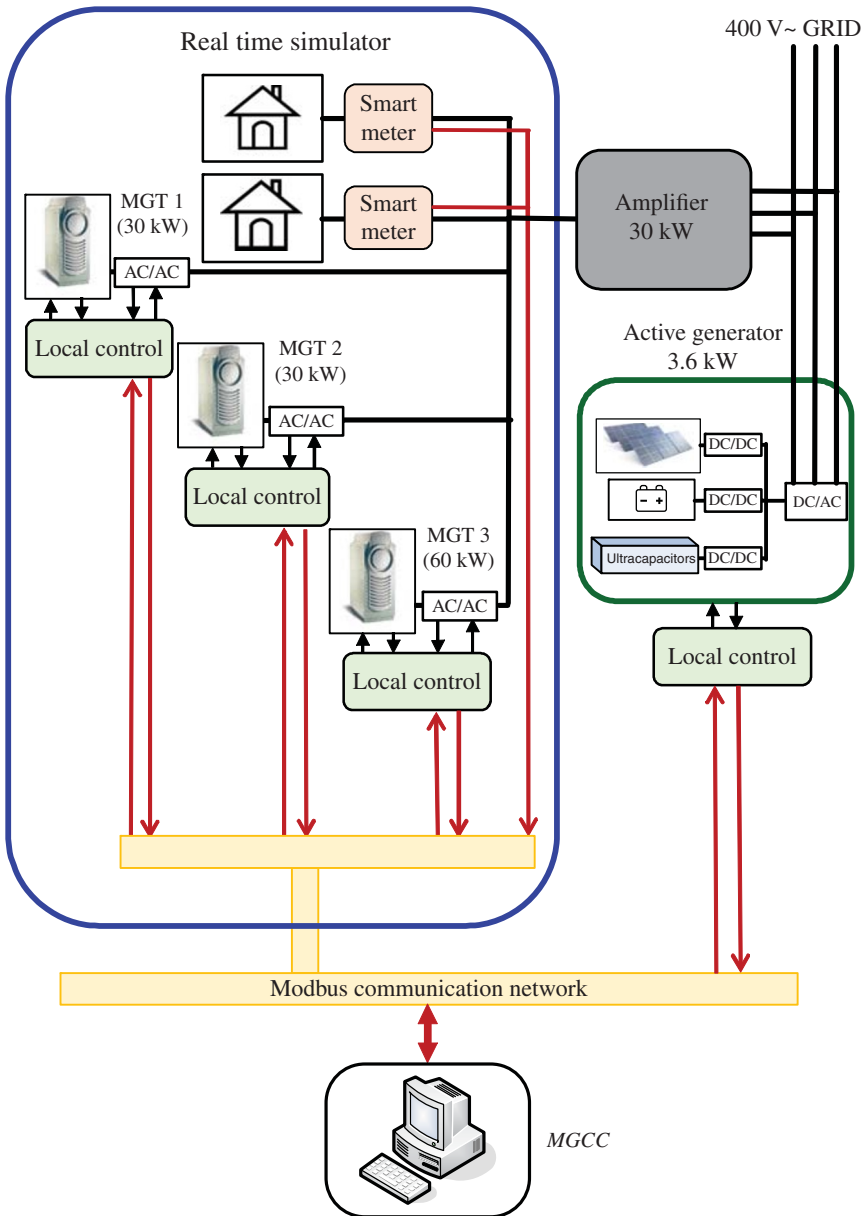 Real time simulator
400 V~ GRID
Smart
meter
Smart
meter
Amplifier
30 kW
MGT 1
(30 kW)
AC/AC
Local control
MGT 2
(30 kW)
AC/AC
Local control
MGT 3
(60 kW)
AC/AC
Local control
Active generator
3.6 kW
DC/DC
DC/DC
DC/AC
Ultracapacitors
DC/DC
Local control
Modbus communication network
MGCC